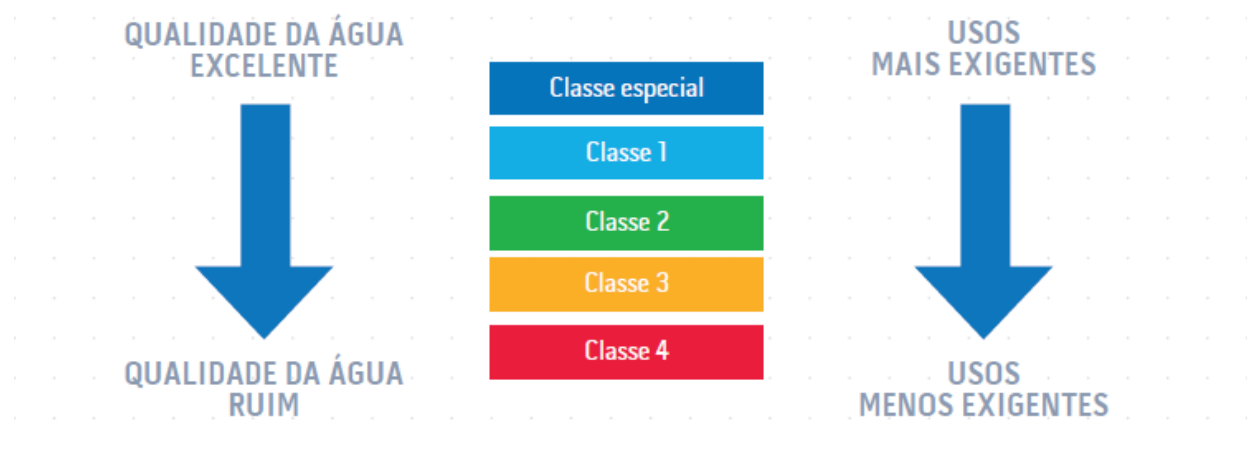 QUALIDADE DA ÁGUA
EXCELENTE
USOS
MAIS EXIGENTES
Classe especial
Classe 1
Classe 2
Classe 3
Classe 4
QUALIDADE DA ÁGUA
RUIM
USOS
MENOS EXIGENTES